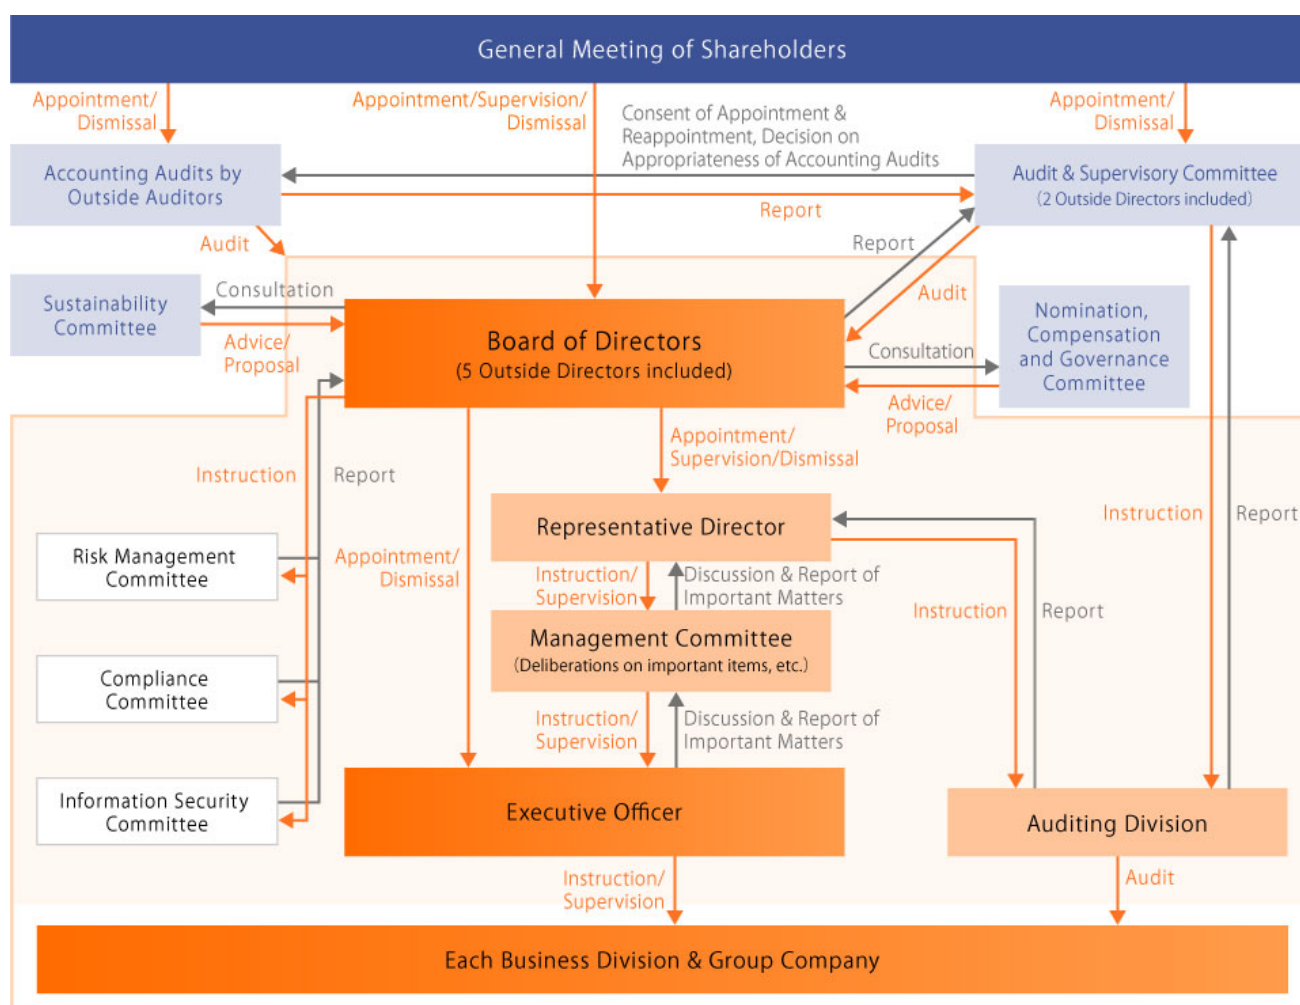 General Meeting of Shareholders
Appointment/
Dismissal
Appointment/Supervision/
Dismissal
Consent of Appointment &
Reappointment, Decision on
Appropriateness of Accounting Audits
Appointment/
Dismissal
Accounting Audits by
Outside Auditors
Audit & Supervisory Committee
(2 Outside Directors included)
Report
Audit
Report
Audit
Sustainability
Committee
Consultation
Advice/
Proposal
Board of Directors
(5 Outside Directors included)
Consultation
Advice/
Proposal
Nomination,
Compensation
and Governance
Committee
Instruction
Report
Appointment/
Supervision/Dismissal
Representative Director
Instruction
Report
Risk Management
Committee
Appointment/
Dismissal
Instruction/
Supervision
Discussion & Report of
Important Matters
Instruction
Report
Management Committee
(Deliberations on important items, etc.)
Compliance
Committee
Instruction/
Supervision
Discussion & Report of
Important Matters
Information Security
Committee
Executive Officer
Auditing Division
Instruction/
Supervision
Audit
Each Business Division & Group Company